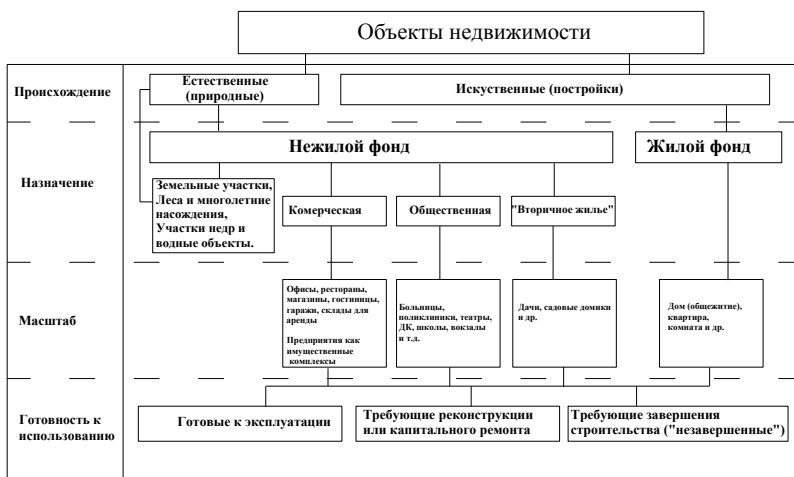 Объекты недвижимости
Происхождение
Естественные
(природные)
Искуственные (постройки)
Назначение
Нежилой фонд
Жилой фонд
Земельные участки,
Леса и многолетние
насождения,
Участки недр и
водные объекты.
Комерческая
Общественная
"Вторичное жилье"
Масштаб
Офисы, рестораны,
магазины, гостиницы,
гаражи, склады для
аренды
Предприятия как
имущественные
комплексы
Больницы,
поликлиники, театры,
ДК, школы, вокзалы
и т.д.
Дачи, садовые домики
и др.
Дом (общежитие),
квартира,
комната и др.
Готовность к
использованию
Готовые к эксплуатации
Требующие реконструкции
или капитального ремонта
Требующие завершения
строительства ("незавершенные")